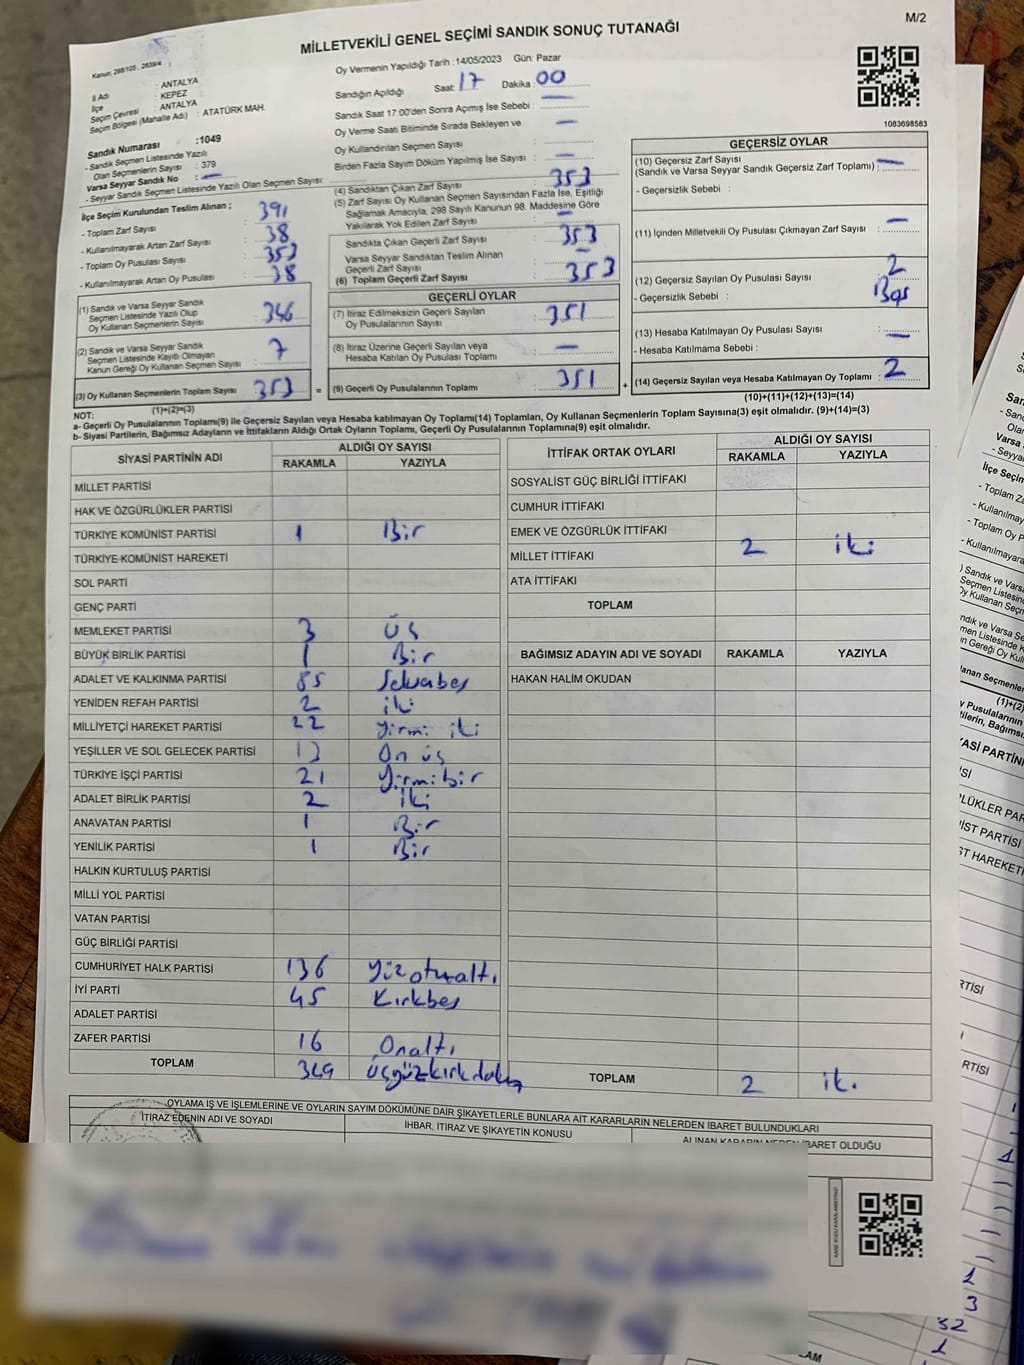 M/2
MİLLETVEKİLİ GENEL SEÇİMİ SANDIK SONUÇ TUTANAĞI
Kanun: 298/105 , 2839/4
İl Adı : ANTALYA
İlçe : KEPEZ
Seçim Çevresi : ANTALYA
Seçim Bölgesi (Mahalle Adı) : ATATÜRK MAH.
Sandık Numarası :1049
- Sandık Seçmen Listesinde Yazılı
Olan Seçmenlerin Sayısı : 379
Varsa Seyyar Sandık No : —
- Seyyar Sandık Seçmen Listesinde Yazılı Olan Seçmen Sayısı:
İlçe Seçim Kurulundan Teslim Alınan ;
- Toplam Zarf Sayısı 391
- Kullanılmayarak Artan Zarf Sayısı 38
- Toplam Oy Pusulası Sayısı 353
- Kullanılmayarak Artan Oy Pusulası 38
(1) Sandık ve Varsa Seyyar Sandık
Seçmen Listesinde Yazılı Olup
Oy Kullanan Seçmenlerin Sayısı 346
(2) Sandık ve Varsa Seyyar Sandık
Seçmen Listesinde Kayıtlı Olmayan
Kanun Gereği Oy Kullanan Seçmen Sayısı : 7
(3) Oy Kullanan Seçmenlerin Toplam Sayısı 353
(1)+(2)=(3)
Oy Vermenin Yapıldığı Tarih :14/05/2023 Gün: Pazar
Sandığın Açıldığı Saat: 17 Dakika : 00
Sandık Saat 17:00'den Sonra Açımış İse Sebebi : —
Oy Verme Saati Bitiminde Sırada Bekleyen ve
Oy Kullandırılan Seçmen Sayısı : —
Birden Fazla Sayım Döküm Yapılmış İse Sayısı : —
(4) Sandıktan Çıkan Zarf Sayısı 353
(5) Zarf Sayısı Oy Kullanan Seçmen Sayısından Fazla İse, Eşitliği
Sağlamak Amacıyla, 298 Sayılı Kanunun 98. Maddesine Göre
Yakılarak Yok Edilen Zarf Sayısı —
Sandıkta Çıkan Geçerli Zarf Sayısı : 353
Varsa Seyyar Sandıktan Teslim Alınan
Geçerli Zarf Sayısı : —
(6) Toplam Geçerli Zarf Sayısı : 353
GEÇERLİ OYLAR
(7) İtiraz Edilmeksizin Geçerli Sayılan
Oy Pusulalarının Sayısı : 351
(8) İtiraz Üzerine Geçerli Sayılan veya
Hesaba Katılan Oy Pusulası Toplamı : —
= (9) Geçerli Oy Pusulalarının Toplamı : 351 +
1083698583
GEÇERSİZ OYLAR
(10) Geçersiz Zarf Sayısı
(Sandık ve Varsa Seyyar Sandık Geçersiz Zarf Toplamı) : —
- Geçersizlik Sebebi :
(11) İçinden Milletvekili Oy Pusulası Çıkmayan Zarf Sayısı : —
(12) Geçersiz Sayılan Oy Pusulası Sayısı : 2
- Geçersizlik Sebebi : Boş
(13) Hesaba Katılmayan Oy Pusulası Sayısı : —
- Hesaba Katılmama Sebebi :
(14) Geçersiz Sayılan veya Hesaba Katılmayan Oy Toplamı : 2
(10)+(11)+(12)+(13)=(14)
NOT:
a- Geçerli Oy Pusulalarının Toplamı(9) ile Geçersiz Sayılan veya Hesaba katılmayan Oy Toplamı(14) Toplamları, Oy Kullanan Seçmenlerin Toplam Sayısına(3) eşit olmalıdır. (9)+(14)=(3)
b- Siyasi Partilerin, Bağımsız Adayların ve İttifakların Aldığı Ortak Oyların Toplamı, Geçerli Oy Pusulalarının Toplamına(9) eşit olmalıdır.
SİYASİ PARTİNİN ADI ALDIĞI OY SAYISI
RAKAMLA YAZIYLA
MİLLET PARTİSİ
HAK VE ÖZGÜRLÜKLER PARTİSİ
TÜRKİYE KOMÜNİST PARTİSİ 1 Bir
TÜRKİYE KOMÜNİST HAREKETİ
SOL PARTİ
GENÇ PARTİ
MEMLEKET PARTİSİ 3 Üç
BÜYÜK BİRLİK PARTİSİ 1 Bir
ADALET VE KALKINMA PARTİSİ 85 Seksenbeş
YENİDEN REFAH PARTİSİ 2 iki
MİLLİYETÇİ HAREKET PARTİSİ 22 Yirmi iki
YEŞİLLER VE SOL GELECEK PARTİSİ 13 On üç
TÜRKİYE İŞÇİ PARTİSİ 21 Yirmi bir
ADALET BİRLİK PARTİSİ 2 iki
ANAVATAN PARTİSİ 1 Bir
YENİLİK PARTİSİ 1 Bir
HALKIN KURTULUŞ PARTİSİ
MİLLİ YOL PARTİSİ
VATAN PARTİSİ
GÜÇ BİRLİĞİ PARTİSİ
CUMHURİYET HALK PARTİSİ 136 Yüzotuzaltı
İYİ PARTİ 45 Kırkbeş
ADALET PARTİSİ
ZAFER PARTİSİ 16 Onaltı
TOPLAM 349 Üçyüzkırkdokuz
İTTİFAK ORTAK OYLARI ALDIĞI OY SAYISI
RAKAMLA YAZIYLA
SOSYALİST GÜÇ BİRLİĞİ İTTİFAKI
CUMHUR İTTİFAKI
EMEK VE ÖZGÜRLÜK İTTİFAKI
MİLLET İTTİFAKI 2 iki
ATA İTTİFAKI
TOPLAM
BAĞIMSIZ ADAYIN ADI VE SOYADI RAKAMLA YAZIYLA
HAKAN HALİM OKUDAN
TOPLAM 2 iki
OYLAMA İŞ VE İŞLEMLERİNE VE OYLARIN SAYIM DÖKÜMÜNE DAİR ŞİKAYETLERLE BUNLARA AİT KARARLARIN NELERDEN İBARET BULUNDUKLARI
İTİRAZ EDENİN ADI VE SOYADI
İHBAR, İTİRAZ VE ŞİKAYETİN KONUSU
ALINAN KARARIN NEDEN İBARET OLDUĞU